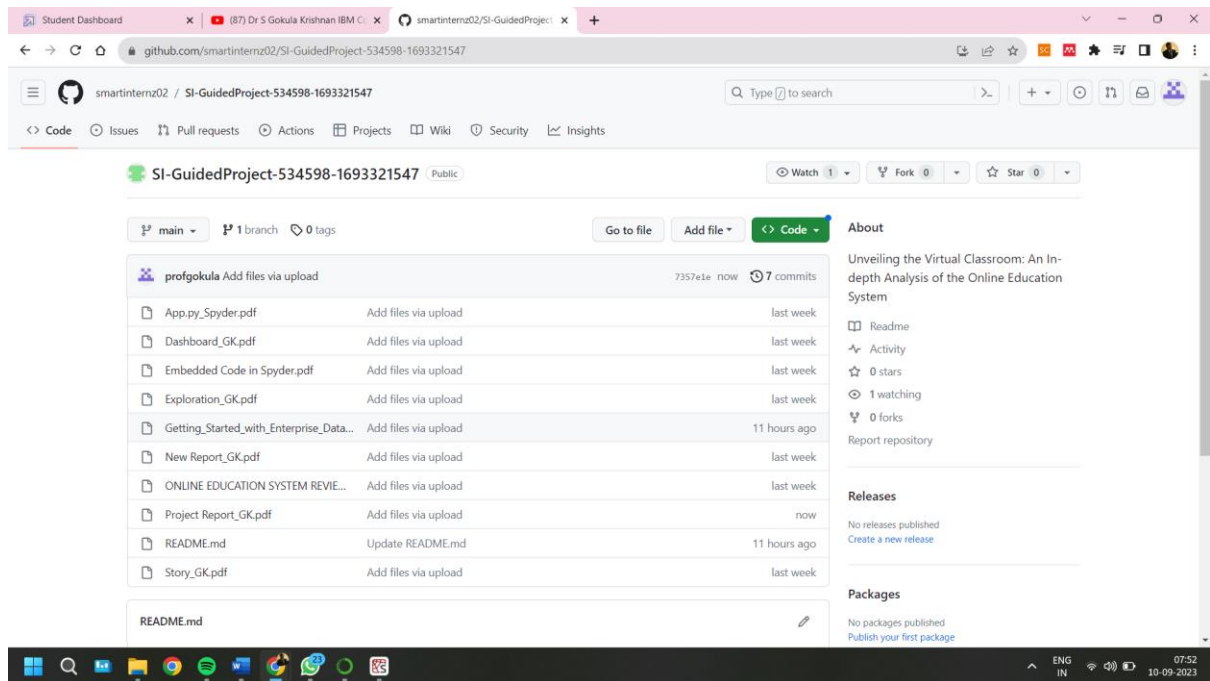 Student Dashboard
(87) Dr S Gokula Krishnan IBM Co
smartinternz02/SI-GuidedProject
github.com/smartinternz02/SI-GuidedProject-534598-1693321547
smartinternz02 / SI-GuidedProject-534598-1693321547
Type / to search
<> Code Issues Pull requests Actions Projects Wiki Security Insights
SI-GuidedProject-534598-1693321547 Public
Watch 1 Fork 0 Star 0
main 1 branch 0 tags Go to file Add file <> Code
profgokula Add files via upload 7357e1e now 7 commits
App.py_Spyder.pdf Add files via upload last week
Dashboard_GK.pdf Add files via upload last week
Embedded Code in Spyder.pdf Add files via upload last week
Exploration_GK.pdf Add files via upload last week
Getting_Started_with_Enterprise_Data... Add files via upload 11 hours ago
New Report_GK.pdf Add files via upload last week
ONLINE EDUCATION SYSTEM REVIE... Add files via upload last week
Project Report_GK.pdf Add files via upload now
README.md Update README.md 11 hours ago
Story_GK.pdf Add files via upload last week
README.md
About
Unveiling the Virtual Classroom: An In-
depth Analysis of the Online Education
System
Readme
Activity
0 stars
1 watching
0 forks
Report repository
Releases
No releases published
Create a new release
Packages
No packages published
Publish your first package
23
ENG
IN
07:52
10-09-2023